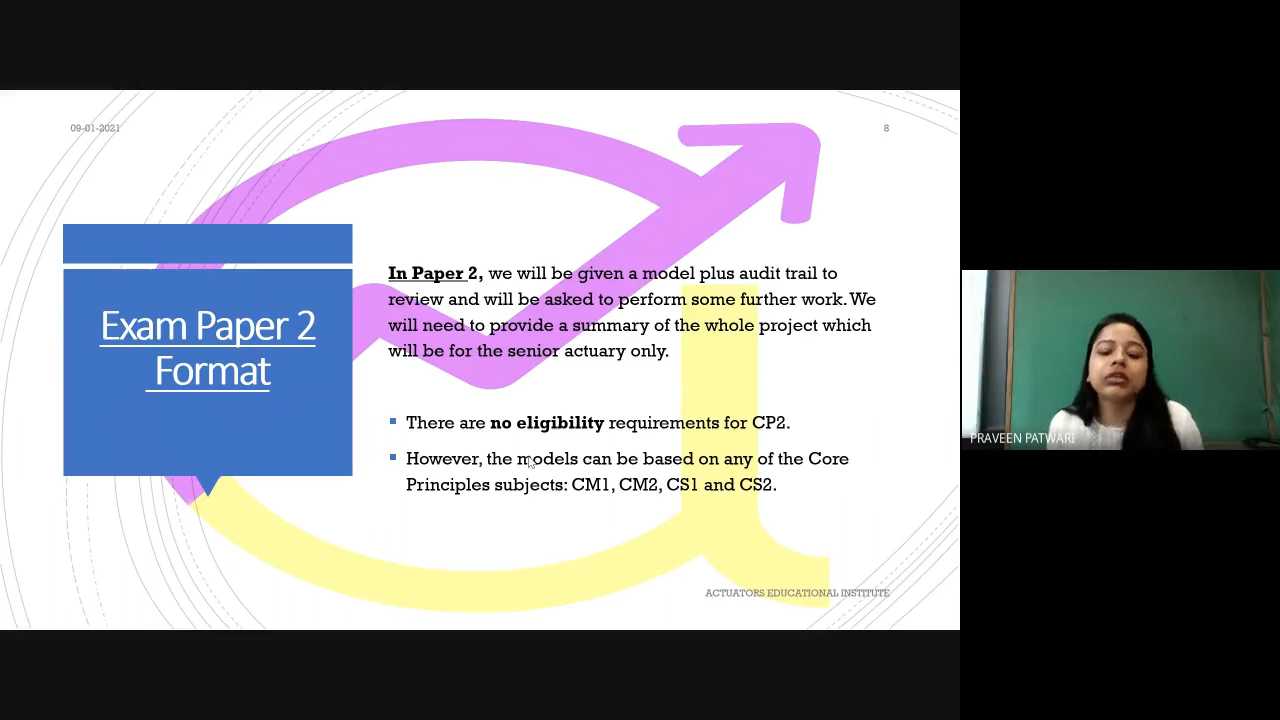 09-01-2021
8
Exam Paper 2
Format
In Paper 2, we will be given a model plus audit trail to
review and will be asked to perform some further work. We
will need to provide a summary of the whole project which
will be for the senior actuary only.
There are no eligibility requirements for CP2.
However, the models can be based on any of the Core
Principles subjects: CM1, CM2, CS1 and CS2.
ACTUATORS EDUCATIONAL INSTITUTE
PRAVEEN PATWARI